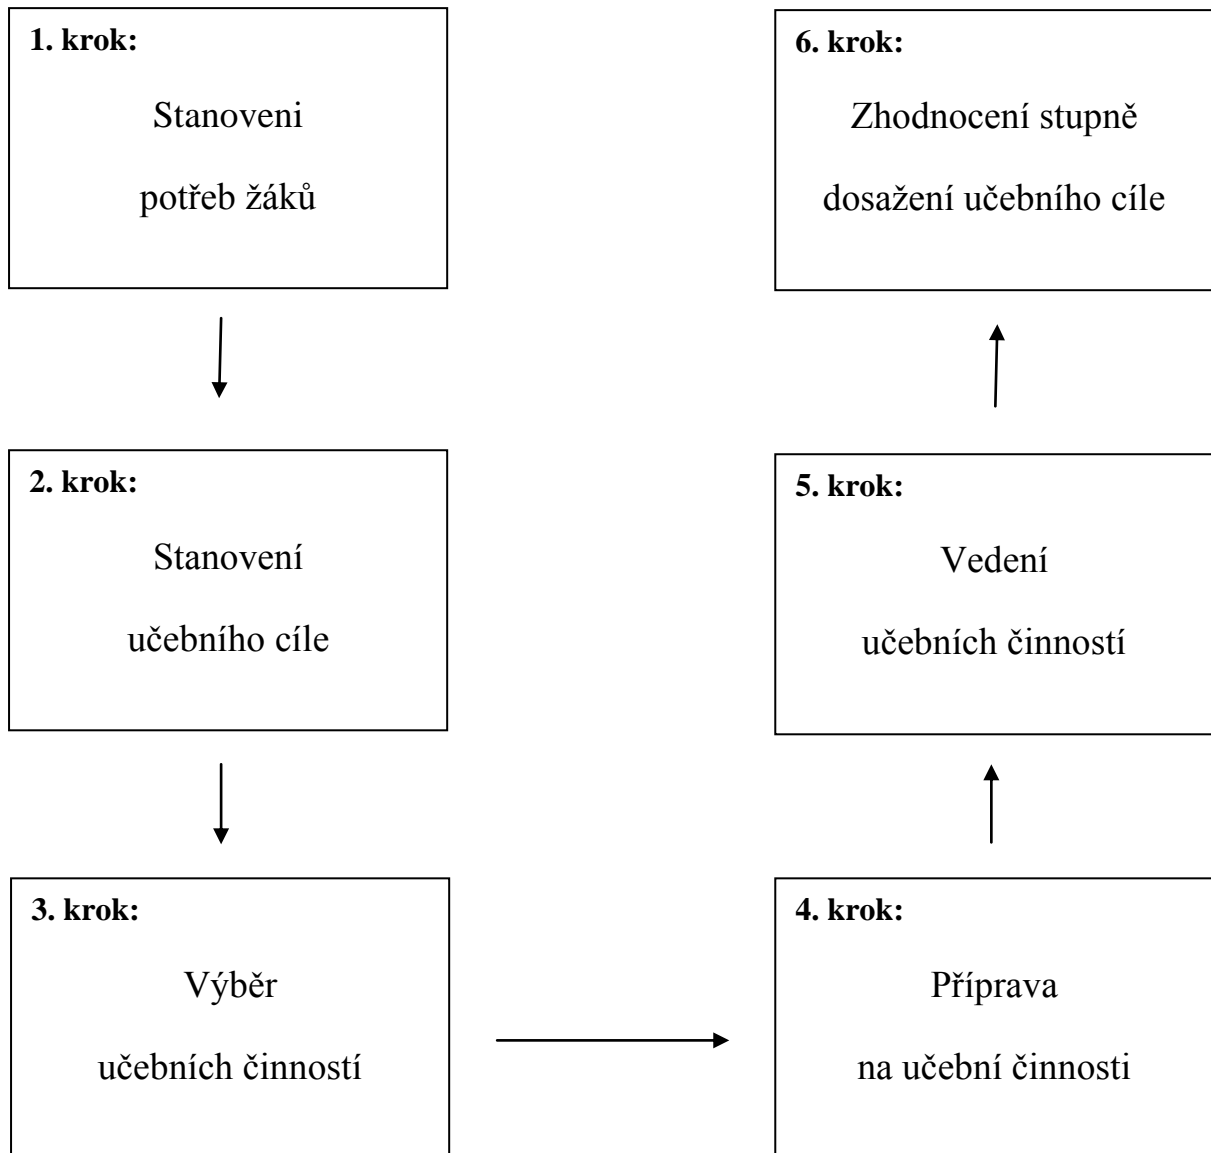 1. krok:
Stanoveni
potřeb žáků
2. krok:
Stanovení
učebního cíle
3. krok:
Výběr
učebních činností
4. krok:
Příprava
na učební činnosti
5. krok:
Vedení
učebních činností
6. krok:
Zhodnocení stupně
dosažení učebního cíle